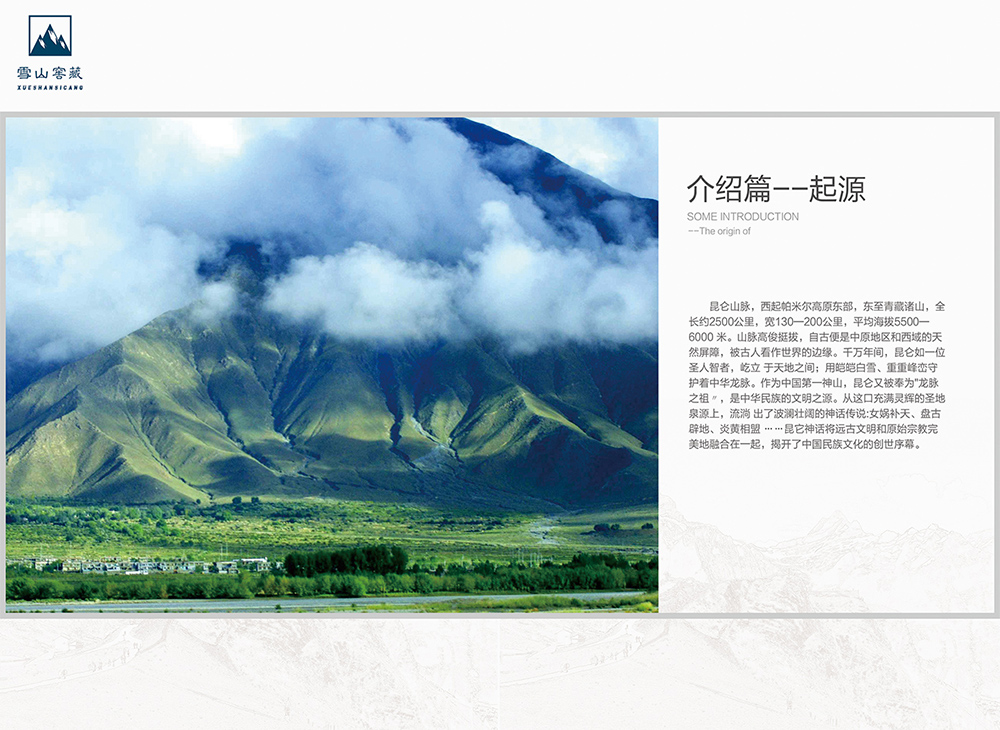 雪山窖藏
XUESHANSICANG
介绍篇--起源
SOME INTRODUCTION
--The origin of
昆仑山脉，西起帕米尔高原东部，东至青藏诸山，全
长约2500公里，宽130—200公里，平均海拔5500—
6000 米。山脉高俊挺拔，自古便是中原地区和西域的天
然屏障，被古人看作世界的边缘。千万年间，昆仑如一位
圣人智者，屹立 于天地之间；用皑皑白雪、重重峰峦守
护着中华龙脉。作为中国第一神山，昆仑又被奉为"龙脉
之祖〃，是中华民族的文明之源。从这口充满灵辉的圣地
泉源上，流淌 出了波澜壮阔的神话传说:女娲补天、盘古
辟地、炎黄相盟 ……昆它神话将远古文明和原始宗教完
美地融合在一起，揭开了中国民族文化的创世序幕。